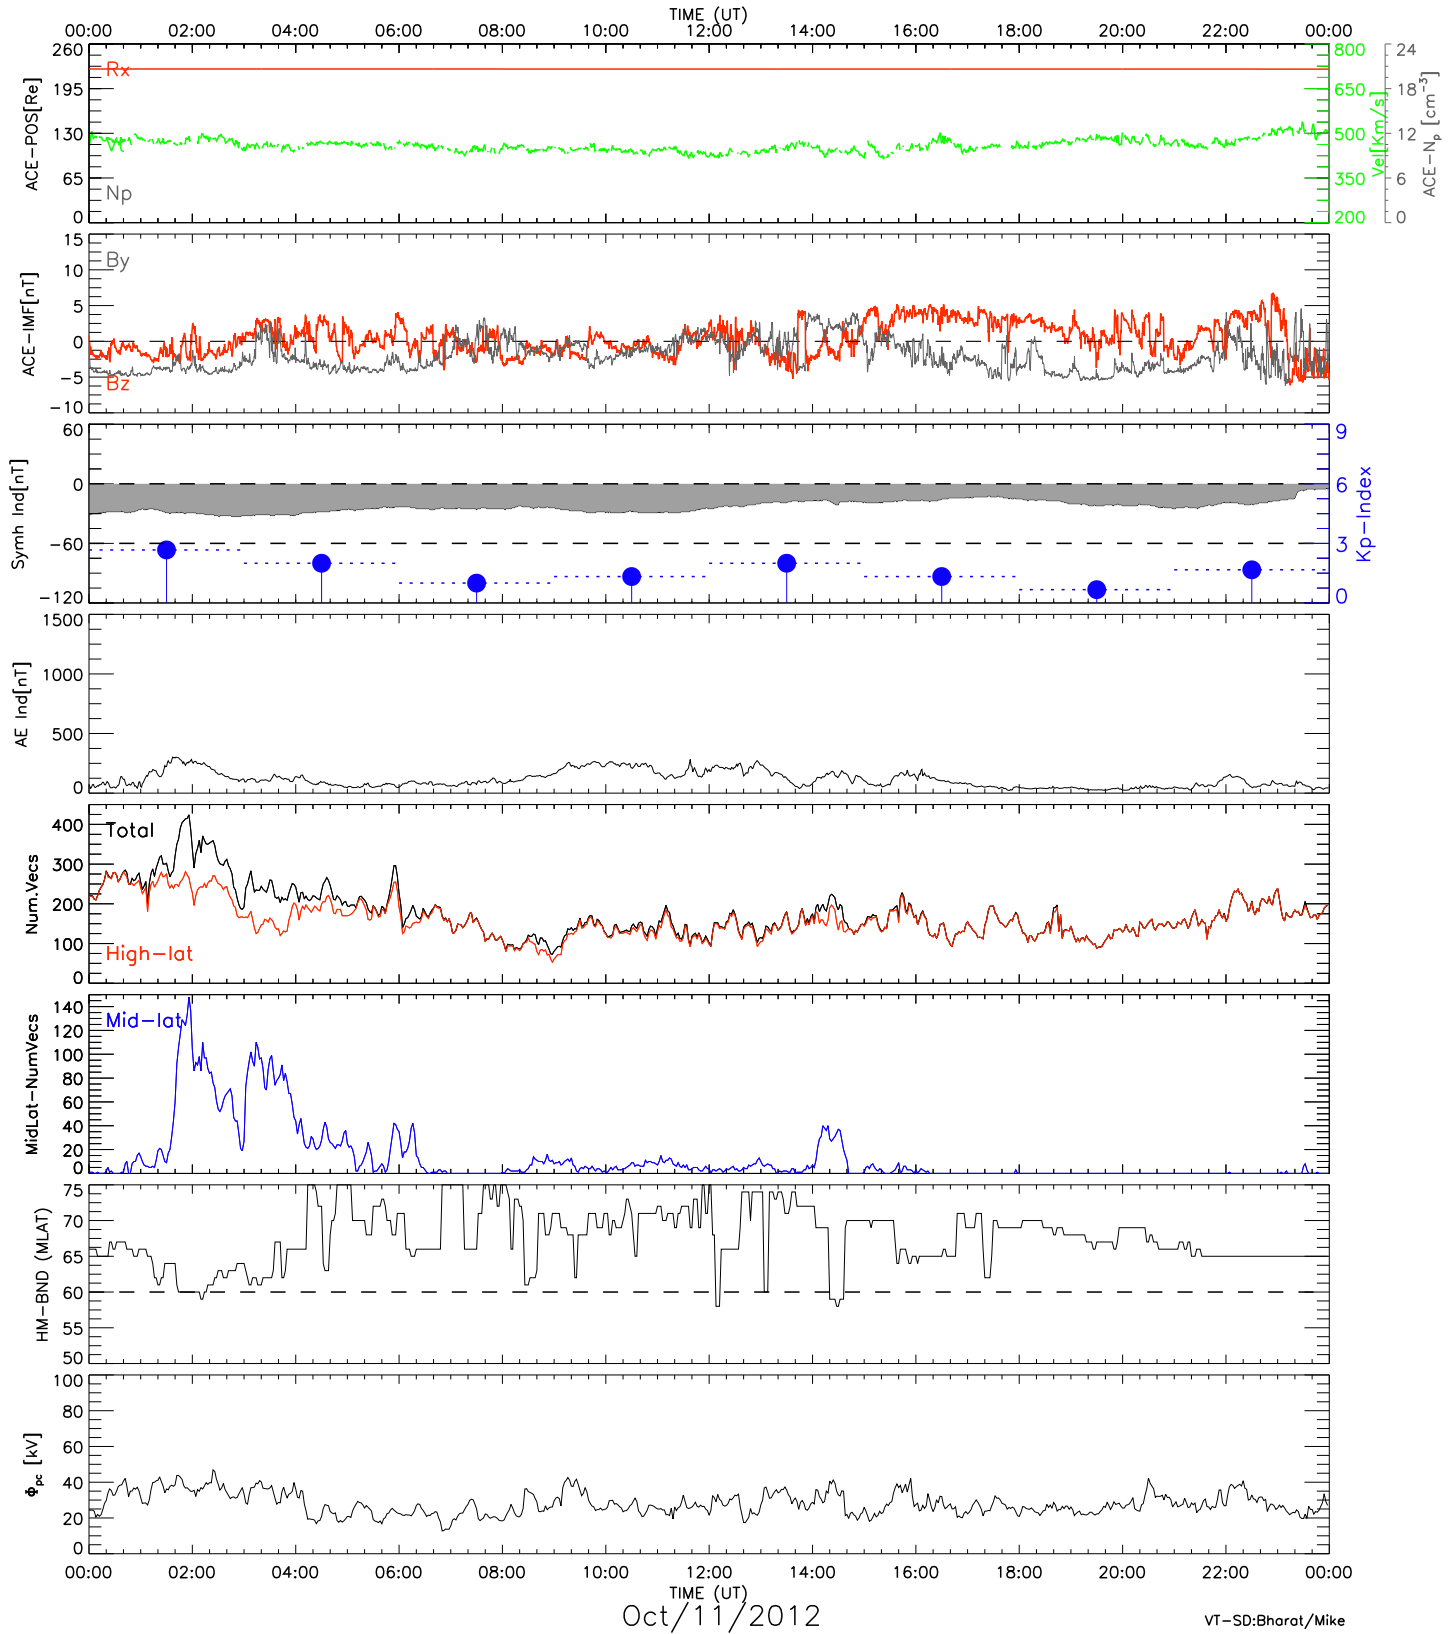 TIME (UT)
00:00 02:00 04:00 06:00 08:00 10:00 12:00 14:00 16:00 18:00 20:00 22:00 00:00
ACE-POS[Re]
260
195
130
65
0
Rx
Np
800
650
500
350
200
Vel[Km/s]
24
18
12
6
0
ACE-Np [cm-3]
ACE-IMF[nT]
15
10
5
0
-5
-10
By
Bz
Symh Ind[nT]
60
0
-60
-120
9
6
3
0
Kp-Index
AE Ind[nT]
1500
1000
500
0
Num.Vecs
400
300
200
100
0
Total
High-lat
MidLat-NumVecs
140
120
100
80
60
40
20
0
Mid-lat
HM-BND (MLAT)
75
70
65
60
55
50
Φpc [kV]
100
80
60
40
20
0
00:00 02:00 04:00 06:00 08:00 10:00 12:00 14:00 16:00 18:00 20:00 22:00 00:00
TIME (UT)
Oct/11/2012
VT-SD:Bharat/Mike